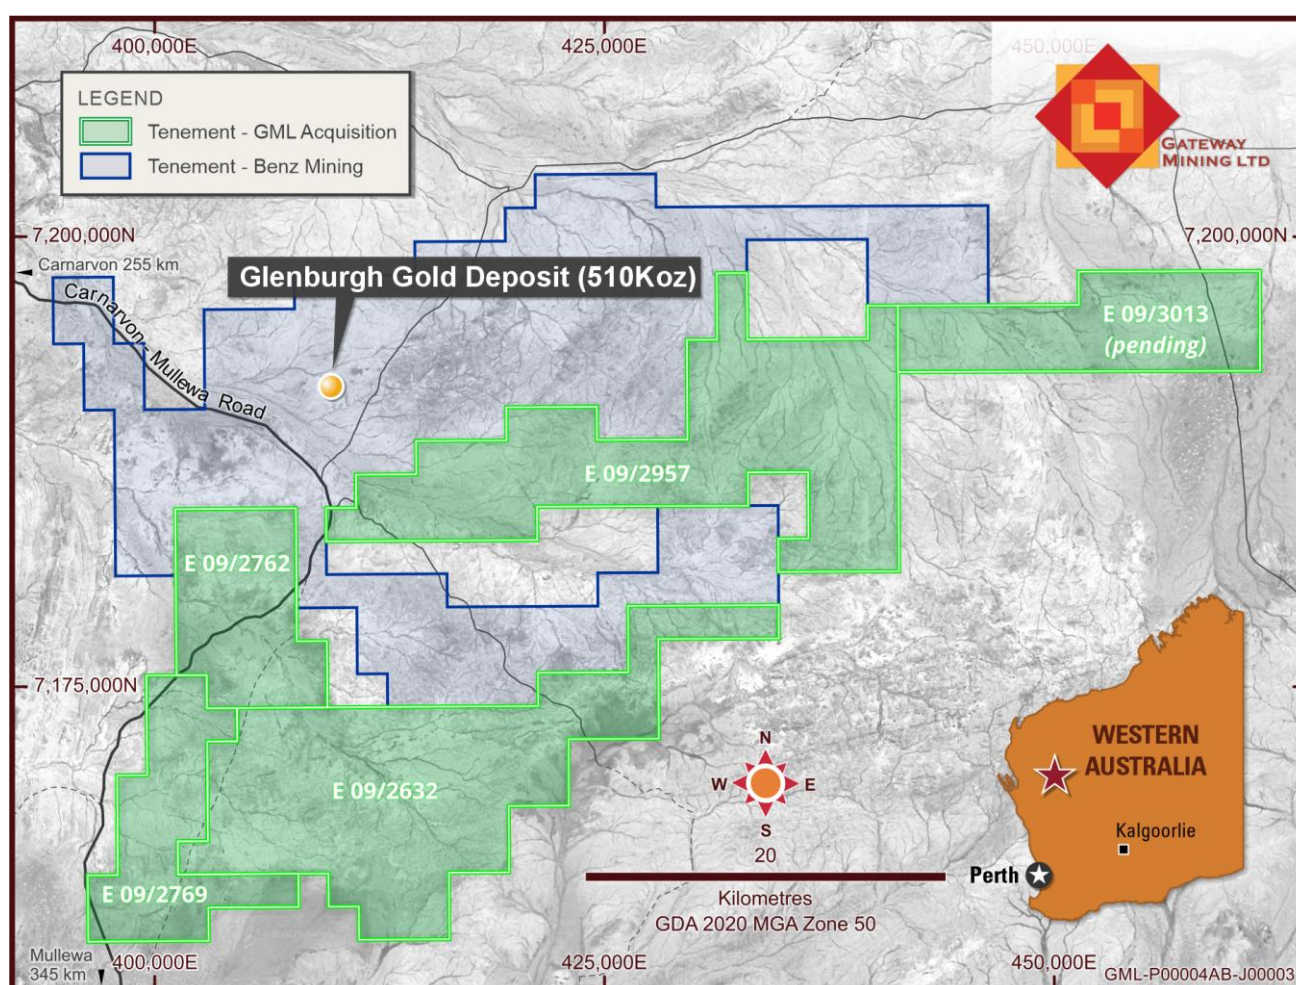 400,000E
425,000E
450,000E
LEGEND
Tenement - GML Acquisition
Tenement - Benz Mining
GATEWAY
MINING LTD
7,200,000N
7,200,000N
Carnarvon 255 km
Glenburgh Gold Deposit (510Koz)
Carnarvon - Mullewa Road
E 09/3013
(pending)
E 09/2957
E 09/2762
7,175,000N
E 09/2632
E 09/2769
N
W
E
S
20
Kilometres
GDA 2020 MGA Zone 50
WESTERN
AUSTRALIA
Kalgoorlie
Perth
Mullewa
345 km
400,000E
425,000E
450,000E
GML-P00004AB-J00003